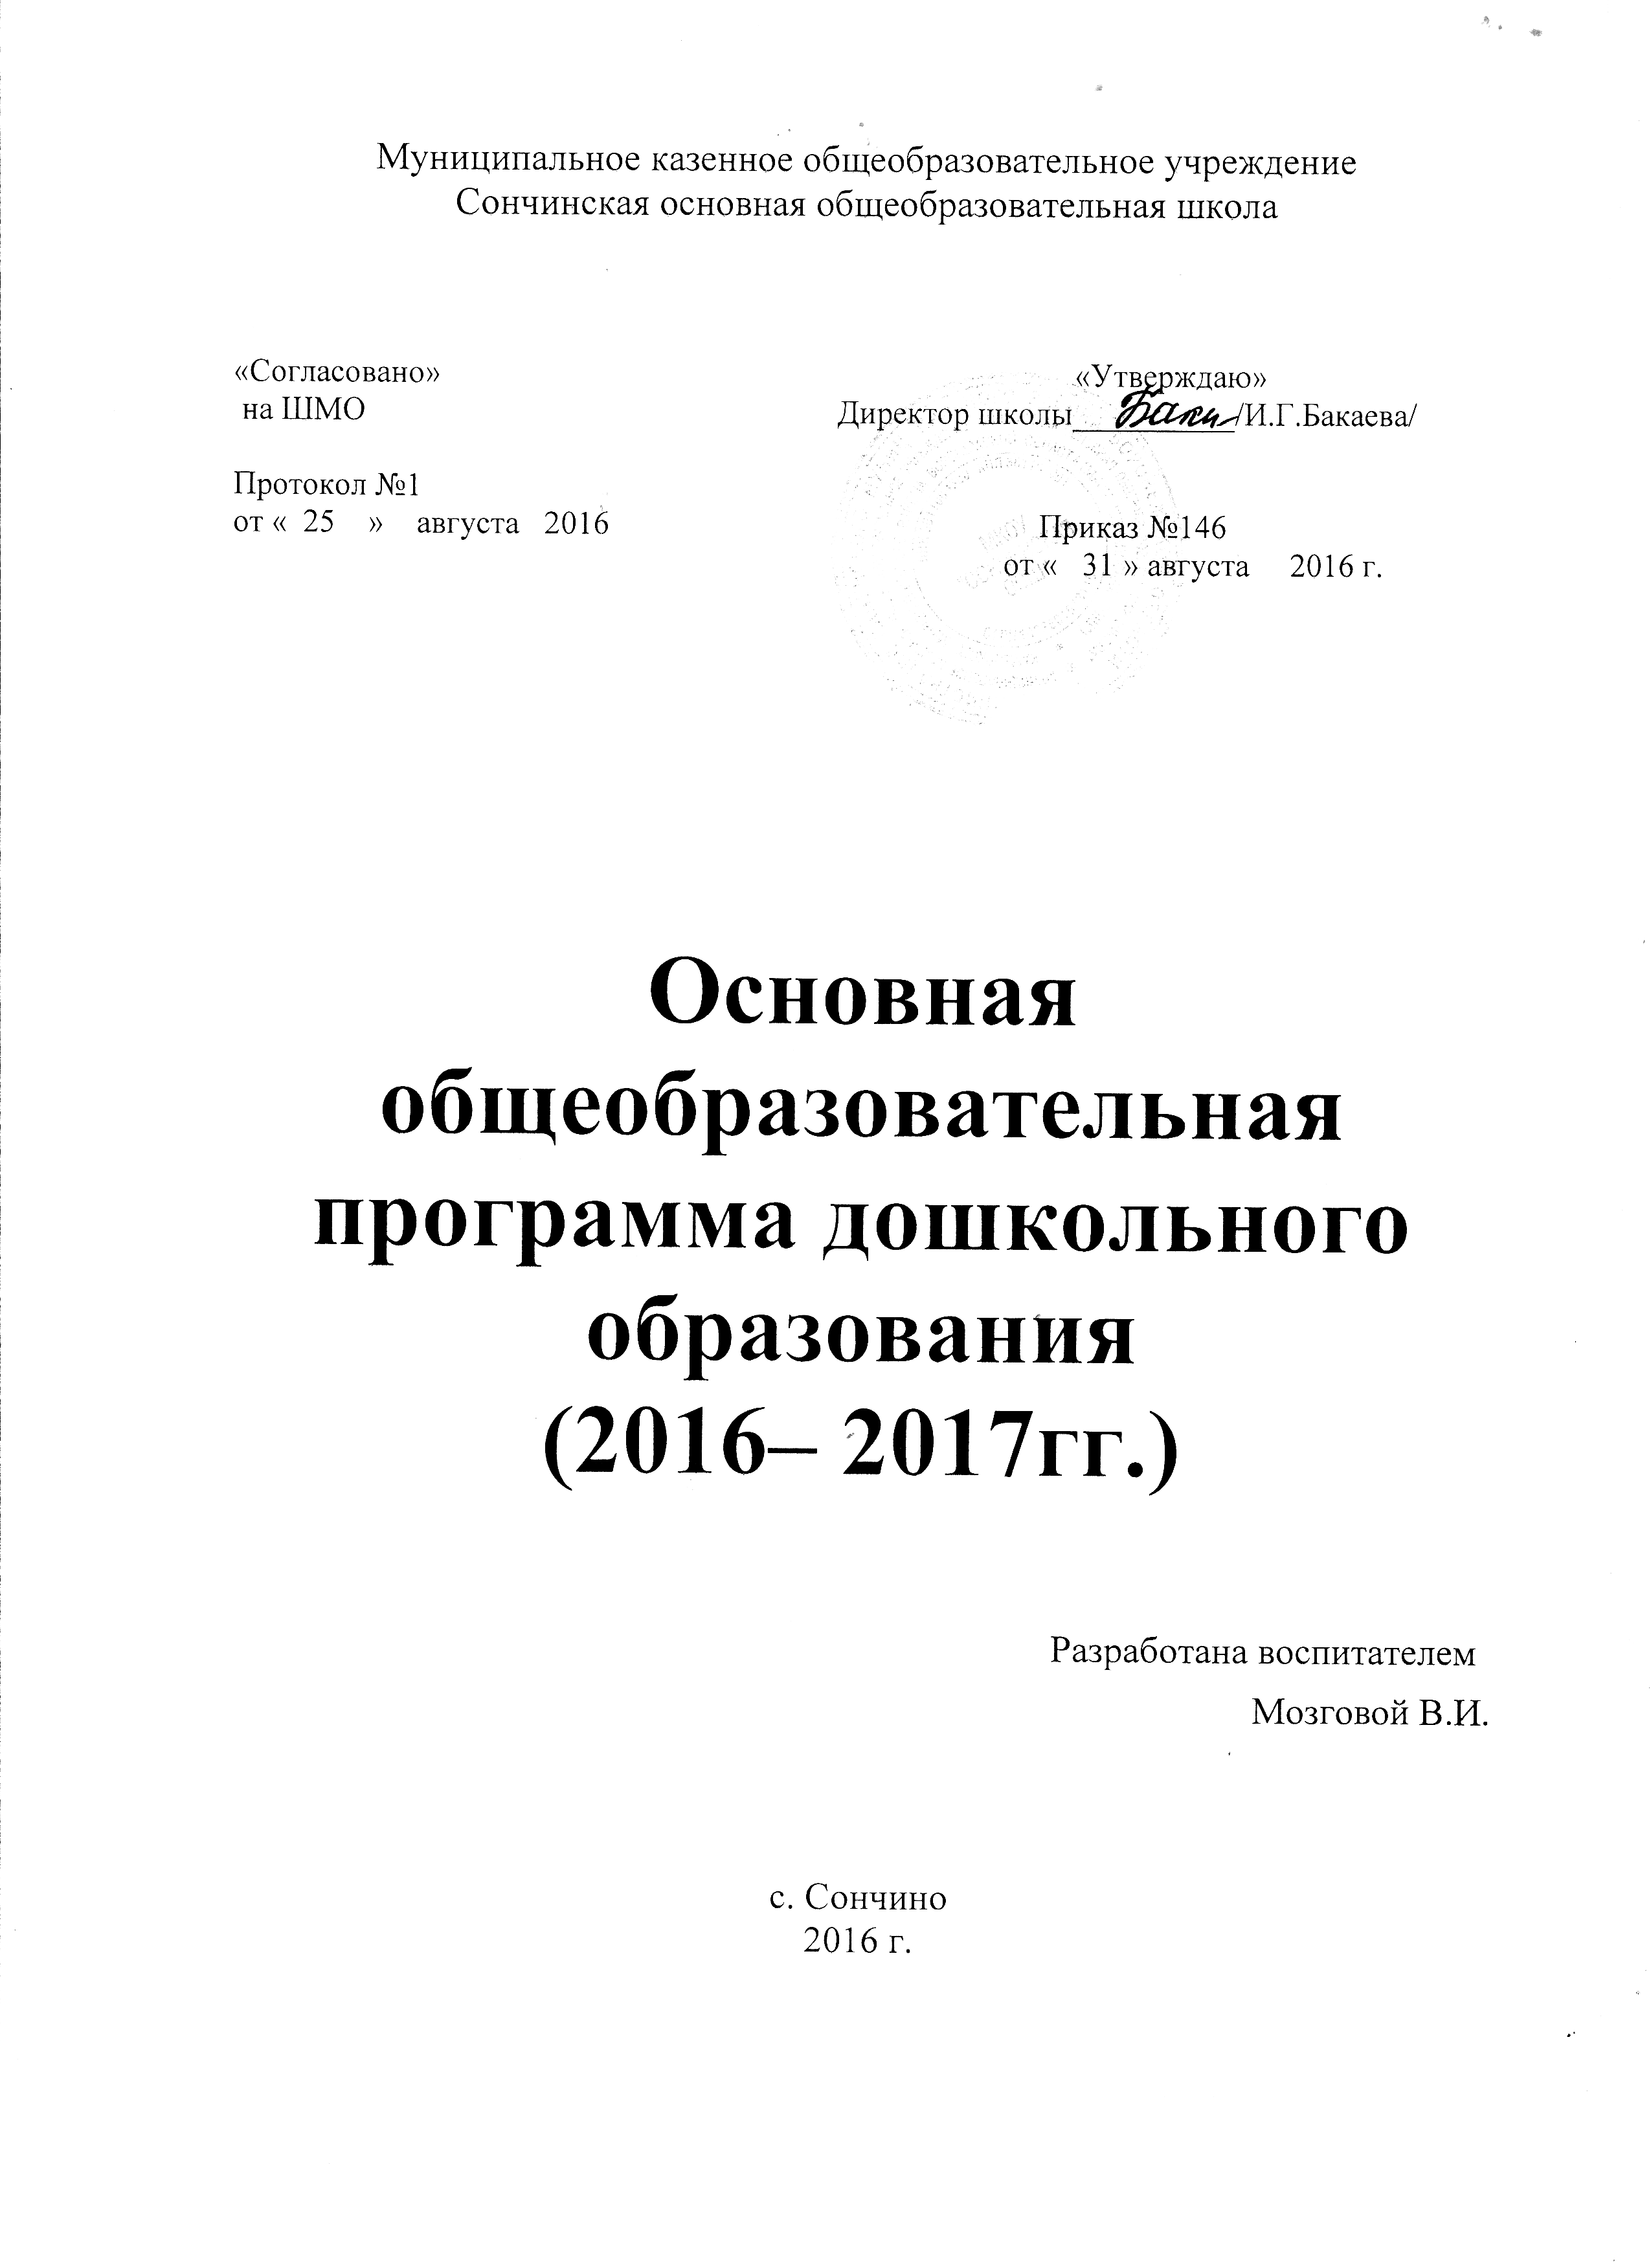 Муниципальное казенное общеобразовательное учреждение
Сончинская основная общеобразовательная школа
«Согласовано»
на ШМО
Протокол №1
от « 25 » августа 2016
«Утверждаю»
Директор школы /И.Г.Бакаева/
Приказ №146
от « 31 » августа 2016 г.
Основная
общеобразовательная
программа дошкольного
образования
(2016– 2017гг.)
Разработана воспитателем
Мозговой В.И.
с. Сончино
2016 г.